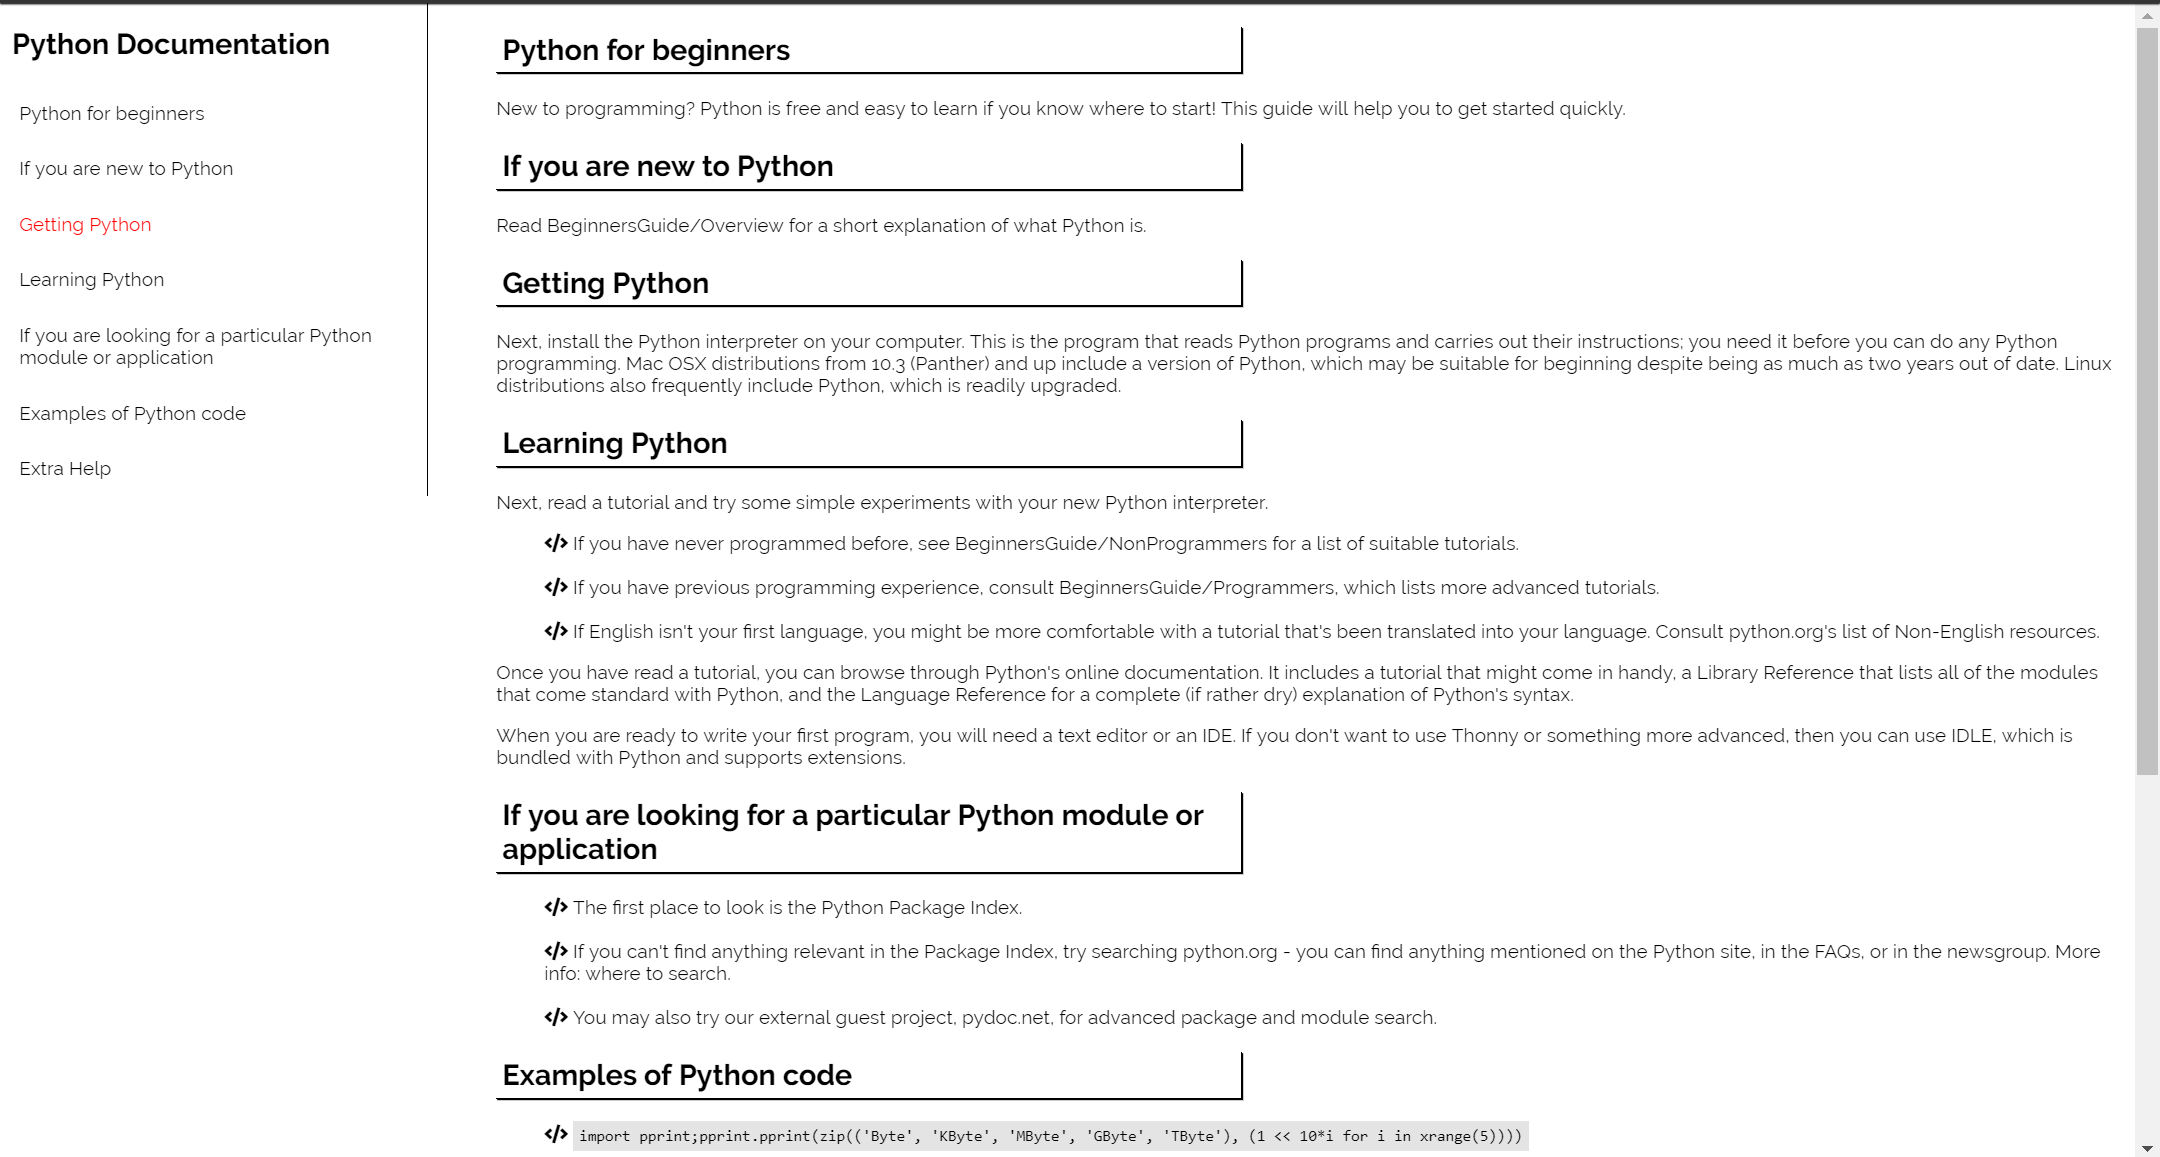 Python Documentation
Python for beginners
If you are new to Python
Getting Python
Learning Python
If you are looking for a particular Python
module or application
Examples of Python code
Extra Help
Python for beginners
New to programming? Python is free and easy to learn if you know where to start! This guide will help you to get started quickly.
If you are new to Python
Read BeginnersGuide/Overview for a short explanation of what Python is.
Getting Python
Next, install the Python interpreter on your computer. This is the program that reads Python programs and carries out their instructions; you need it before you can do any Python
programming. Mac OSX distributions from 10.3 (Panther) and up include a version of Python, which may be suitable for beginning despite being as much as two years out of date. Linux
distributions also frequently include Python, which is readily upgraded.
Learning Python
Next, read a tutorial and try some simple experiments with your new Python interpreter.
</> If you have never programmed before, see BeginnersGuide/NonProgrammers for a list of suitable tutorials.
</> If you have previous programming experience, consult BeginnersGuide/Programmers, which lists more advanced tutorials.
</> If English isn't your first language, you might be more comfortable with a tutorial that's been translated into your language. Consult python.org's list of Non-English resources.
Once you have read a tutorial, you can browse through Python's online documentation. It includes a tutorial that might come in handy, a Library Reference that lists all of the modules
that come standard with Python, and the Language Reference for a complete (if rather dry) explanation of Python's syntax.
When you are ready to write your first program, you will need a text editor or an IDE. If you don't want to use Thonny or something more advanced, then you can use IDLE, which is
bundled with Python and supports extensions.
If you are looking for a particular Python module or
application
</> The first place to look is the Python Package Index.
</> If you can't find anything relevant in the Package Index, try searching python.org - you can find anything mentioned on the Python site, in the FAQs, or in the newsgroup. More
info: where to search.
</> You may also try our external guest project, pydoc.net, for advanced package and module search.
Examples of Python code
</> import pprint;pprint.pprint(zip(('Byte', 'KByte', 'MByte', 'GByte', 'TByte'), (1 << 10*i for i in xrange(5))))